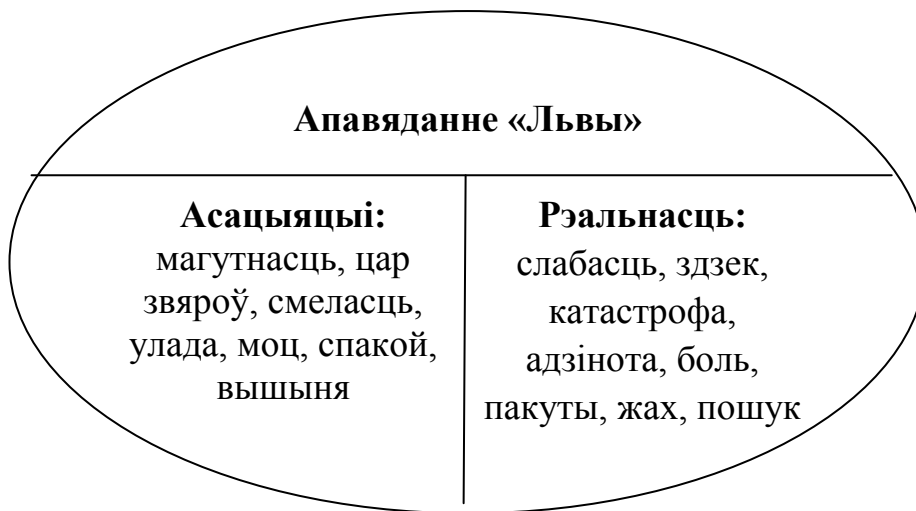 Апавяданне «Львы»
Асацыяцыі:
магутнасць, цар
звяроў, смеласць,
улада, моц, спакой,
вышыня
Рэальнасць:
слабасць, здзек,
катастрофа,
адзінота, боль,
пакуты, жах, пошук